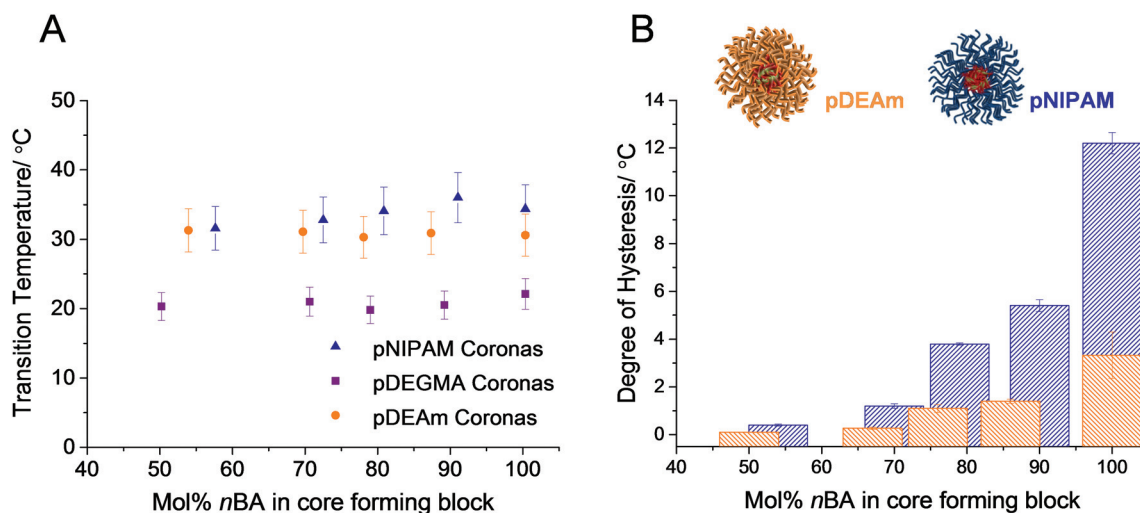 A
50
40
30
20
10
0
Transition Temperature/ °C
pNIPAM Coronas
pDEGMA Coronas
pDEAm Coronas
40 50 60 70 80 90 100
Mol% nBA in core forming block
B
pDEAm
pNIPAM
14
12
10
8
6
4
2
0
Degree of Hysteresis/ °C
40 50 60 70 80 90 100
Mol% nBA in core forming block